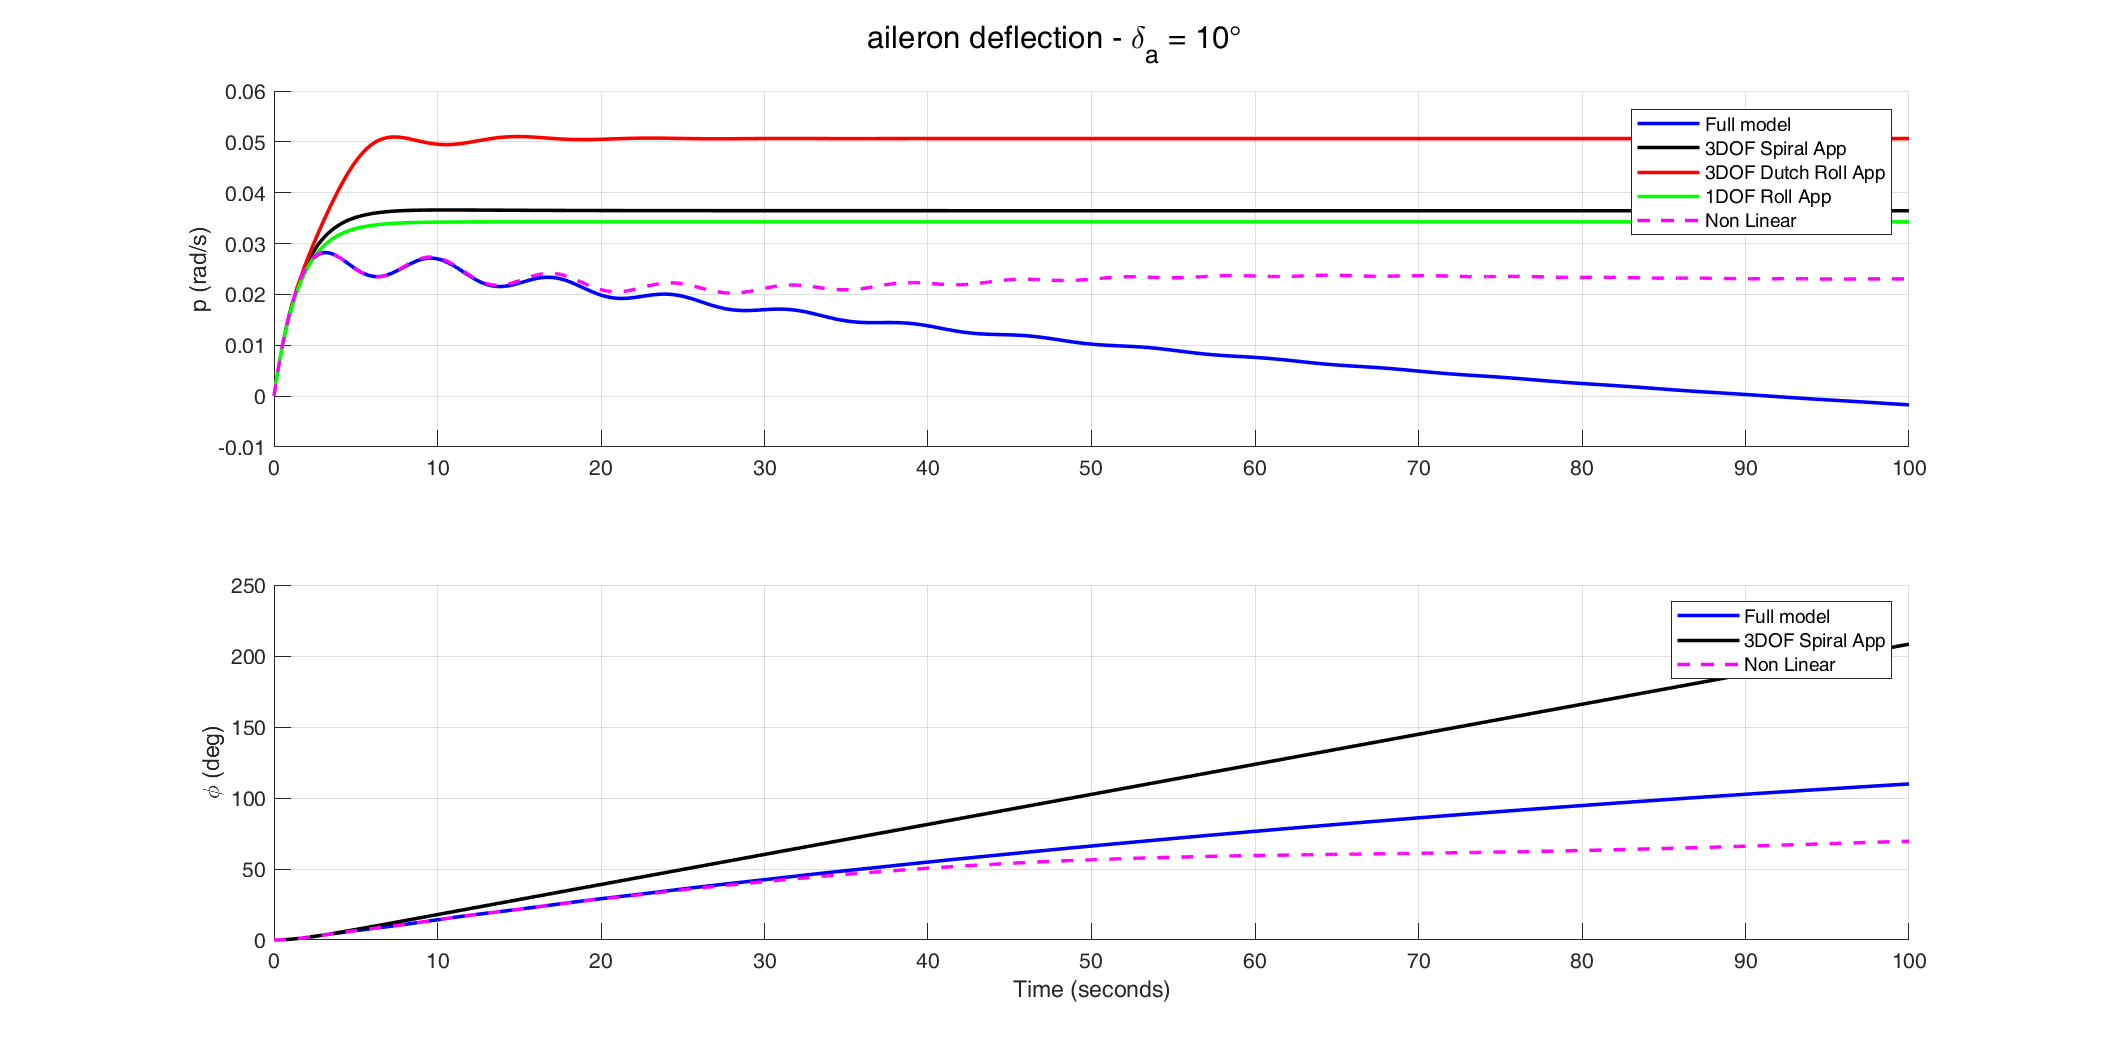 aileron deflection - δa = 10°
0.06
0.05
0.04
0.03
0.02
0.01
0
-0.01
p (rad/s)
Full model
3DOF Spiral App
3DOF Dutch Roll App
1DOF Roll App
Non Linear
0 10 20 30 40 50 60 70 80 90 100
250
200
150
100
50
0
ϕ (deg)
Full model
3DOF Spiral App
Non Linear
0 10 20 30 40 50 60 70 80 90 100
Time (seconds)